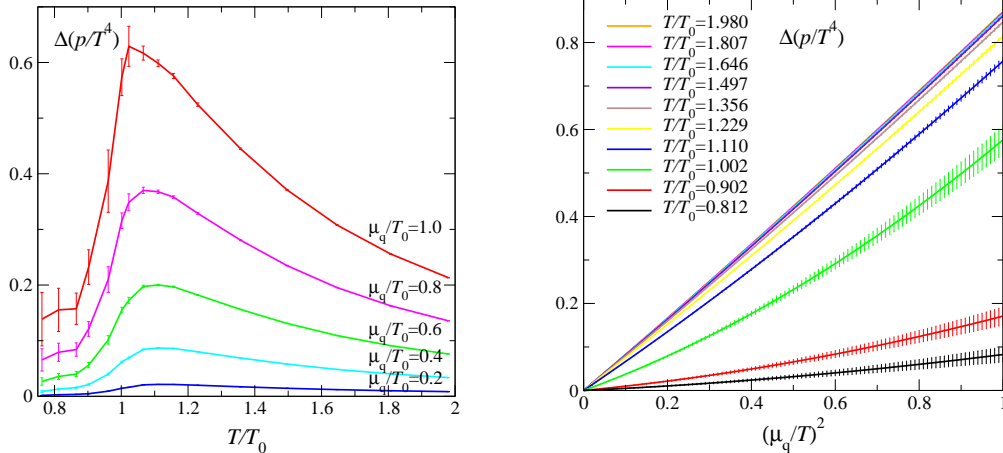 Δ(p/T⁴)
0.6
0.4
0.2
0
μq/T0=1.0
μq/T0=0.8
μq/T0=0.6
μq/T0=0.4
μq/T0=0.2
0.8 1 1.2 1.4 1.6 1.8 2
T/T0
T/T0=1.980
T/T0=1.807
T/T0=1.646
T/T0=1.497
T/T0=1.356
T/T0=1.229
T/T0=1.110
T/T0=1.002
T/T0=0.902
T/T0=0.812
Δ(p/T⁴)
0.8
0.6
0.4
0.2
0
0 0.2 0.4 0.6 0.8 1
(μq/T)²